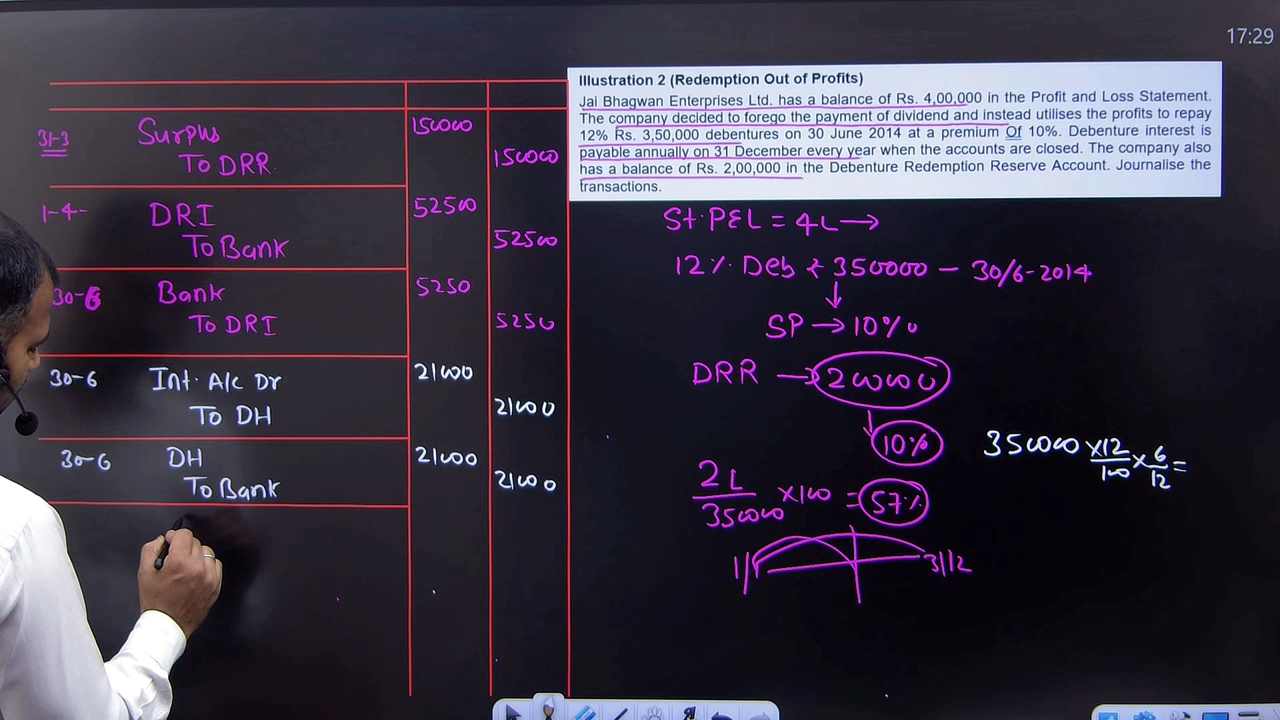 17:29
Illustration 2 (Redemption Out of Profits)
Jai Bhagwan Enterprises Ltd. has a balance of Rs. 4,00,000 in the Profit and Loss Statement.
The company decided to forego the payment of dividend and instead utilises the profits to repay
12% Rs. 3,50,000 debentures on 30 June 2014 at a premium Of 10%. Debenture interest is
payable annually on 31 December every year when the accounts are closed. The company also
has a balance of Rs. 2,00,000 in the Debenture Redemption Reserve Account. Journalise the
transactions.
31-3 Surpus 150000
To DRR 150000
1-4- DRI 52500
To Bank 52500
30-6 Bank 5250
To DRI 5250
30-6 Int. A/c Dr 21000
To DH 21000
30-6 DH 21000
To Bank 21000
St. P&L = 4L →
12% Deb ₹ 350000 - 30/6-2014
↓
SP → 10%
DRR → 200000
↓
10%
2L/35000 × 100 = 57%
1/1 31/12
350000 × 12/100 × 6/12 =